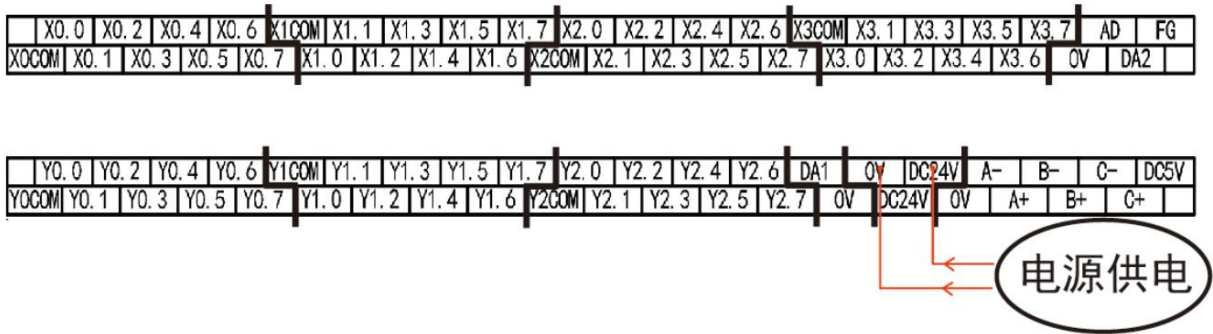 X0.0 X0.2 X0.4 X0.6 X1COM X1.1 X1.3 X1.5 X1.7 X2.0 X2.2 X2.4 X2.6 X3COM X3.1 X3.3 X3.5 X3.7 AD FG
X0COM X0.1 X0.3 X0.5 X0.7 X1.0 X1.2 X1.4 X1.6 X2COM X2.1 X2.3 X2.5 X2.7 X3.0 X3.2 X3.4 X3.6 0V DA2
Y0.0 Y0.2 Y0.4 Y0.6 Y1COM Y1.1 Y1.3 Y1.5 Y1.7 Y2.0 Y2.2 Y2.4 Y2.6 DA1 0V DC24V A- B- C- DC5V
Y0COM Y0.1 Y0.3 Y0.5 Y0.7 Y1.0 Y1.2 Y1.4 Y1.6 Y2COM Y2.1 Y2.3 Y2.5 Y2.7 0V DC24V 0V A+ B+ C+
电源供电